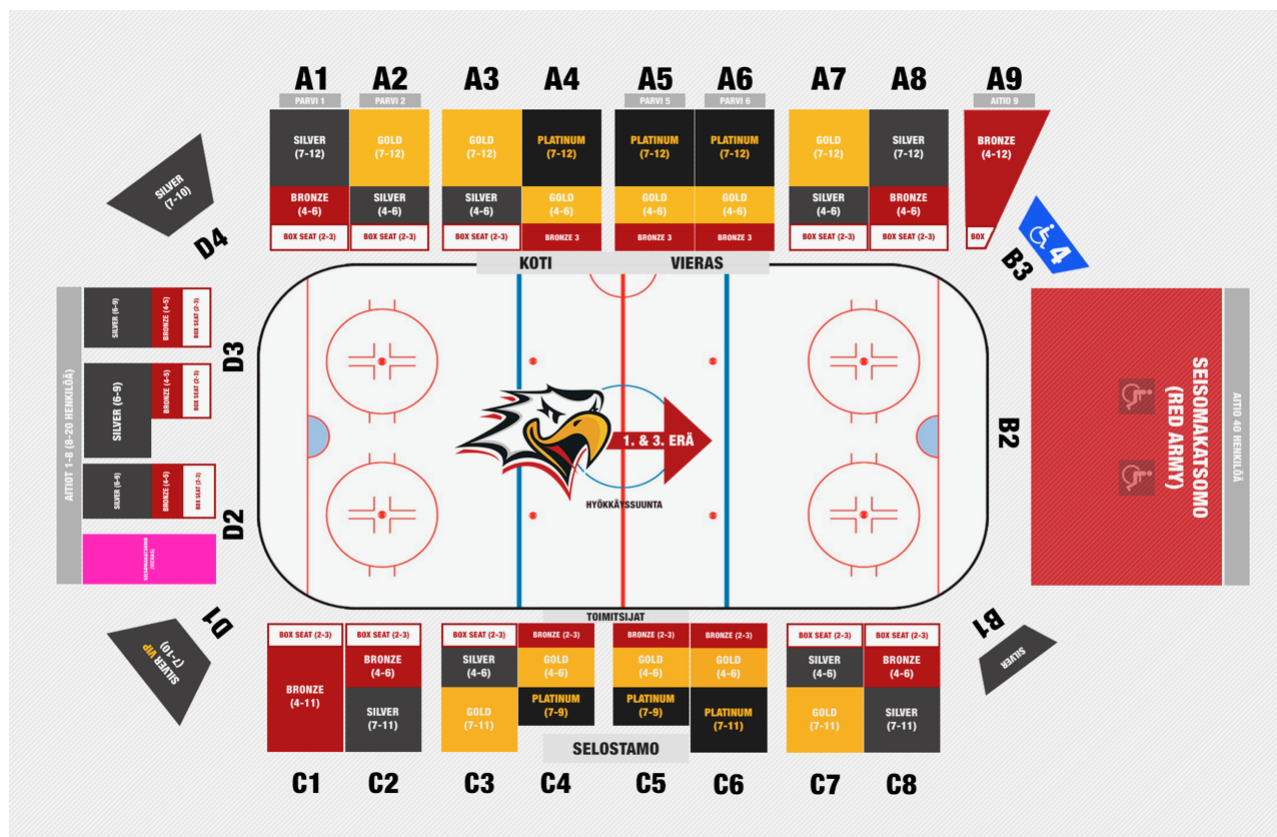 A1 A2 A3 A4 A5 A6 A7 A8 A9
PARVI 1 PARVI 2 PARVI 5 PARVI 6 AITIO 9
SILVER (7-12)
BRONZE (4-6)
BOX SEAT (2-3)
GOLD (7-12)
SILVER (4-6)
BOX SEAT (2-3)
GOLD (7-12)
SILVER (4-6)
BOX SEAT (2-3)
PLATINUM (7-12)
GOLD (4-6)
BRONZE 3
PLATINUM (7-12)
GOLD (4-6)
BRONZE 3
PLATINUM (7-12)
GOLD (4-6)
BRONZE 3
GOLD (7-12)
SILVER (4-6)
BOX SEAT (2-3)
SILVER (7-12)
BRONZE (4-6)
BOX SEAT (2-3)
BRONZE (4-12)
BOX
SILVER (7-10)
D4
4
B3
KOTI VIERAS
AITIOT 1-8 (8-20 HENKILÖÄ)
SILVER (6-9)
BRONZE (4-5)
BOX SEAT (2-3)
D3
SILVER (6-9)
BRONZE (4-5)
BOX SEAT (2-3)
SILVER (6-9)
BRONZE (4-5)
BOX SEAT (2-3)
D2
1. & 3. ERÄ
HYÖKKÄYSSUUNTA
B2
SEISOMAKATSOMO
(RED ARMY)
AITIO 40 HENKILÖÄ
D1
SILVER VIP
(7-10)
B1
SILVER
TOIMITSIJAT
BOX SEAT (2-3)
BRONZE (4-11)
BOX SEAT (2-3)
BRONZE (4-6)
SILVER (7-11)
BOX SEAT (2-3)
SILVER (4-6)
GOLD (7-11)
BRONZE (2-3)
GOLD (4-6)
PLATINUM (7-9)
BRONZE (2-3)
GOLD (4-6)
PLATINUM (7-9)
BRONZE (2-3)
GOLD (4-6)
PLATINUM (7-11)
BOX SEAT (2-3)
SILVER (4-6)
GOLD (7-11)
BOX SEAT (2-3)
BRONZE (4-6)
SILVER (7-11)
SELOSTAMO
C1 C2 C3 C4 C5 C6 C7 C8